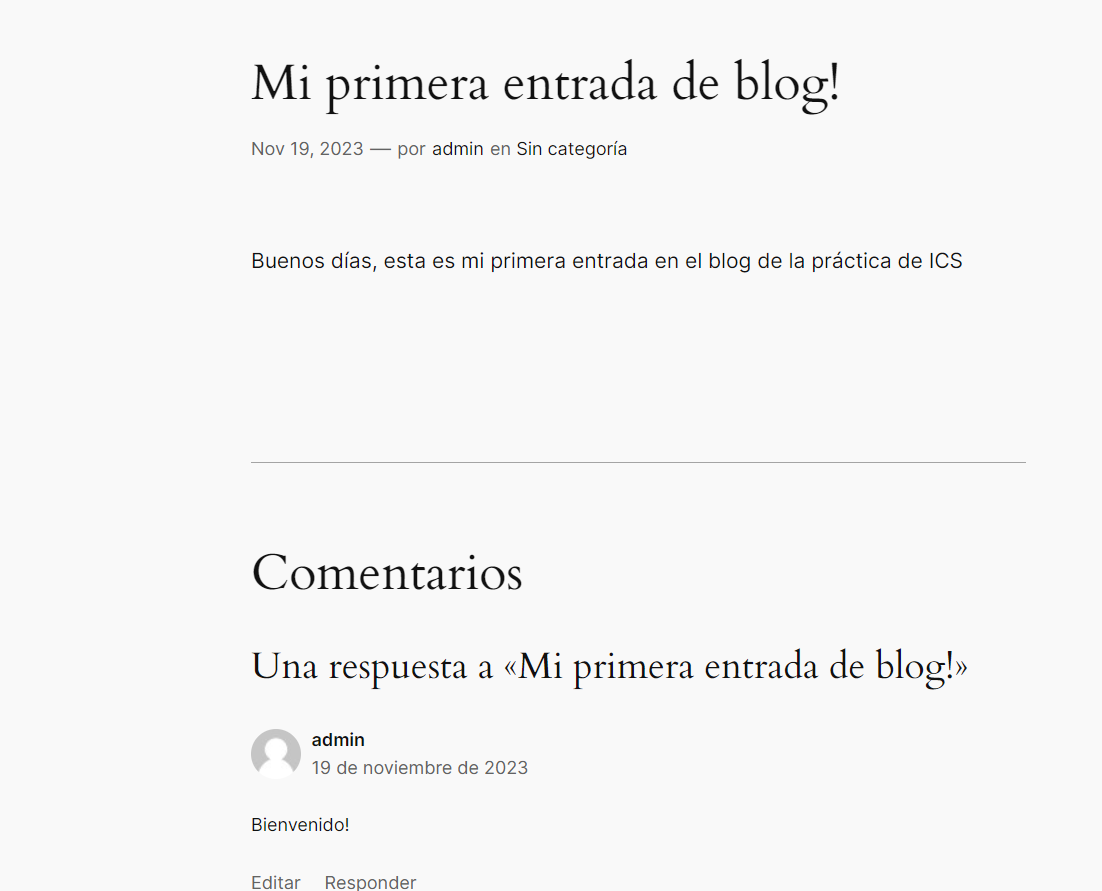 Mi primera entrada de blog!
Nov 19, 2023 — por admin en Sin categoría
Buenos días, esta es mi primera entrada en el blog de la práctica de ICS
Comentarios
Una respuesta a «Mi primera entrada de blog!»
admin
19 de noviembre de 2023
Bienvenido!
Editar Responder